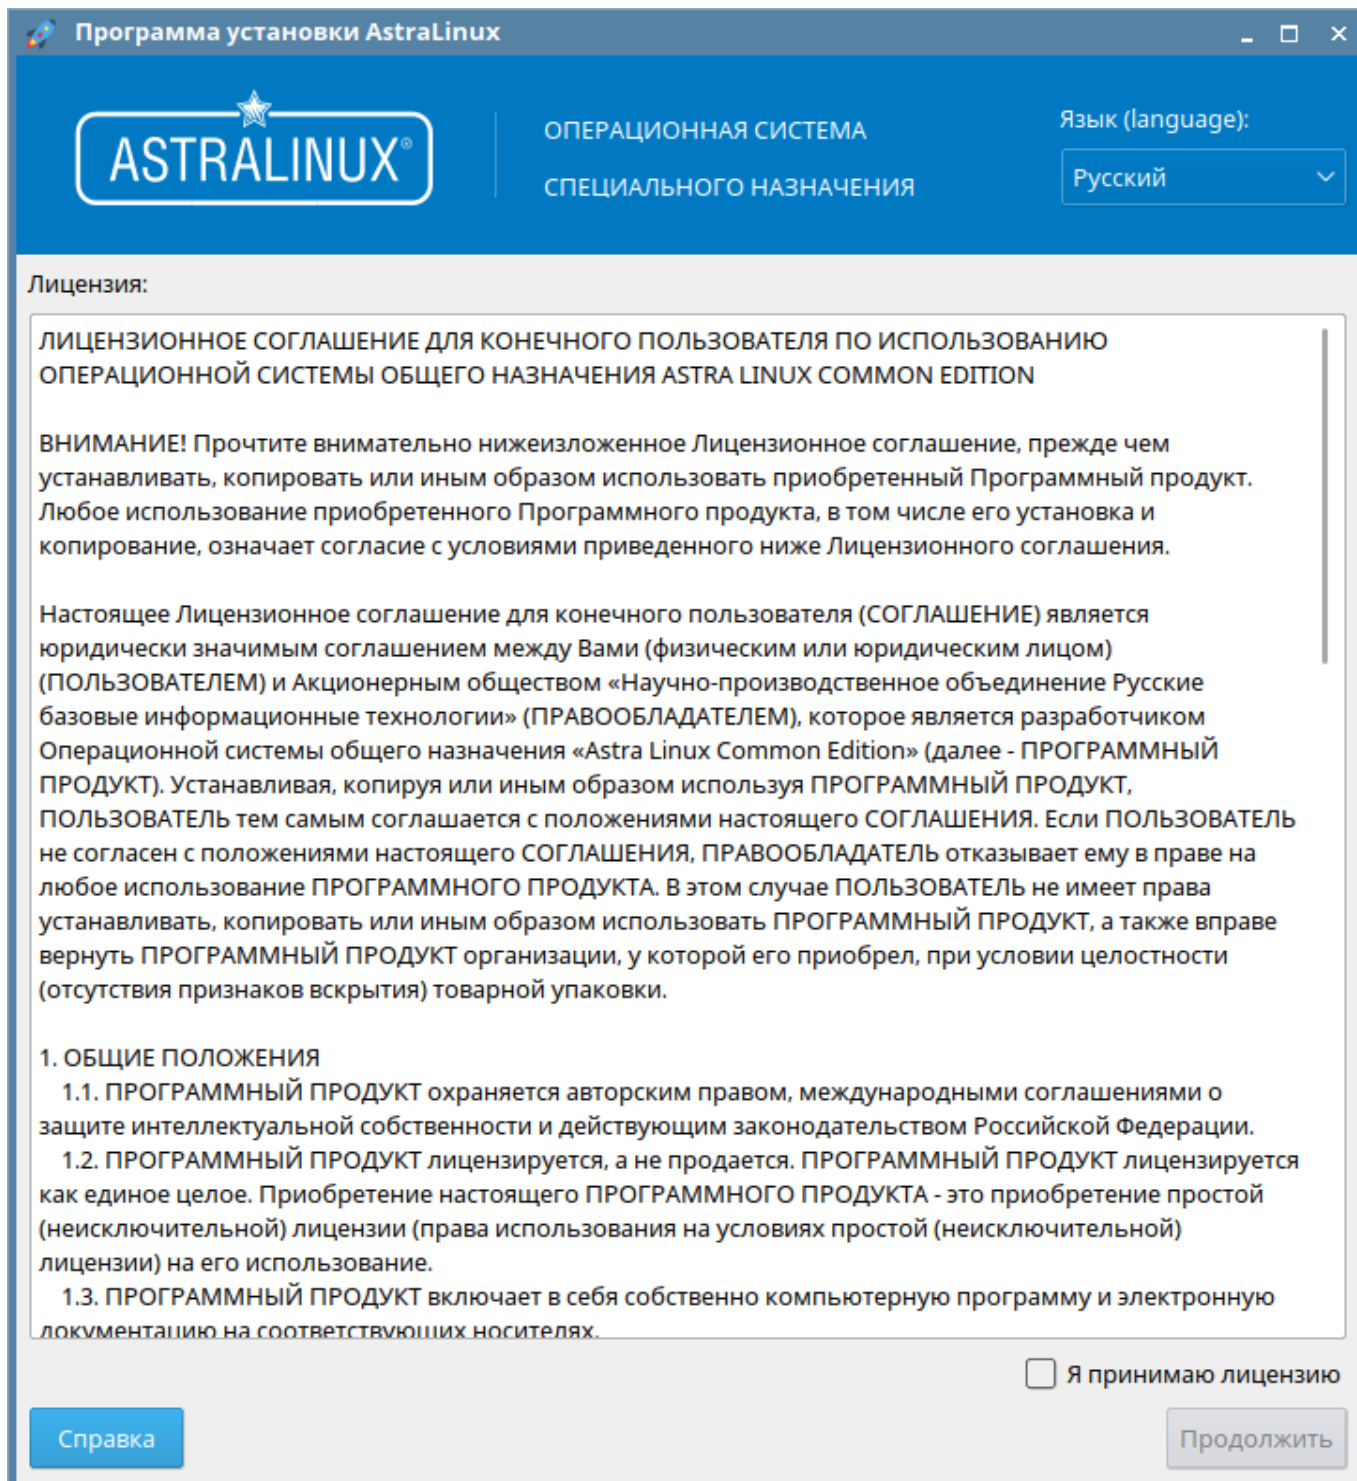 Программа установки AstraLinux
ASTRALINUX®
ОПЕРАЦИОННАЯ СИСТЕМА
СПЕЦИАЛЬНОГО НАЗНАЧЕНИЯ
Язык (language):
Русский
Лицензия:
ЛИЦЕНЗИОННОЕ СОГЛАШЕНИЕ ДЛЯ КОНЕЧНОГО ПОЛЬЗОВАТЕЛЯ ПО ИСПОЛЬЗОВАНИЮ
ОПЕРАЦИОННОЙ СИСТЕМЫ ОБЩЕГО НАЗНАЧЕНИЯ ASTRA LINUX COMMON EDITION
ВНИМАНИЕ! Прочтите внимательно нижеизложенное Лицензионное соглашение, прежде чем
устанавливать, копировать или иным образом использовать приобретенный Программный продукт.
Любое использование приобретенного Программного продукта, в том числе его установка и
копирование, означает согласие с условиями приведенного ниже Лицензионного соглашения.
Настоящее Лицензионное соглашение для конечного пользователя (СОГЛАШЕНИЕ) является
юридически значимым соглашением между Вами (физическим или юридическим лицом)
(ПОЛЬЗОВАТЕЛЕМ) и Акционерным обществом «Научно-производственное объединение Русские
базовые информационные технологии» (ПРАВООБЛАДАТЕЛЕМ), которое является разработчиком
Операционной системы общего назначения «Astra Linux Common Edition» (далее - ПРОГРАММНЫЙ
ПРОДУКТ). Устанавливая, копируя или иным образом используя ПРОГРАММНЫЙ ПРОДУКТ,
ПОЛЬЗОВАТЕЛЬ тем самым соглашается с положениями настоящего СОГЛАШЕНИЯ. Если ПОЛЬЗОВАТЕЛЬ
не согласен с положениями настоящего СОГЛАШЕНИЯ, ПРАВООБЛАДАТЕЛЬ отказывает ему в праве на
любое использование ПРОГРАММНОГО ПРОДУКТА. В этом случае ПОЛЬЗОВАТЕЛЬ не имеет права
устанавливать, копировать или иным образом использовать ПРОГРАММНЫЙ ПРОДУКТ, а также вправе
вернуть ПРОГРАММНЫЙ ПРОДУКТ организации, у которой его приобрел, при условии целостности
(отсутствия признаков вскрытия) товарной упаковки.
1. ОБЩИЕ ПОЛОЖЕНИЯ
1.1. ПРОГРАММНЫЙ ПРОДУКТ охраняется авторским правом, международными соглашениями о
защите интеллектуальной собственности и действующим законодательством Российской Федерации.
1.2. ПРОГРАММНЫЙ ПРОДУКТ лицензируется, а не продается. ПРОГРАММНЫЙ ПРОДУКТ лицензируется
как единое целое. Приобретение настоящего ПРОГРАММНОГО ПРОДУКТА - это приобретение простой
(неисключительной) лицензии (права использования на условиях простой (неисключительной)
лицензии) на его использование.
1.3. ПРОГРАММНЫЙ ПРОДУКТ включает в себя собственно компьютерную программу и электронную
документацию на соответствующих носителях.
Я принимаю лицензию
Справка
Продолжить